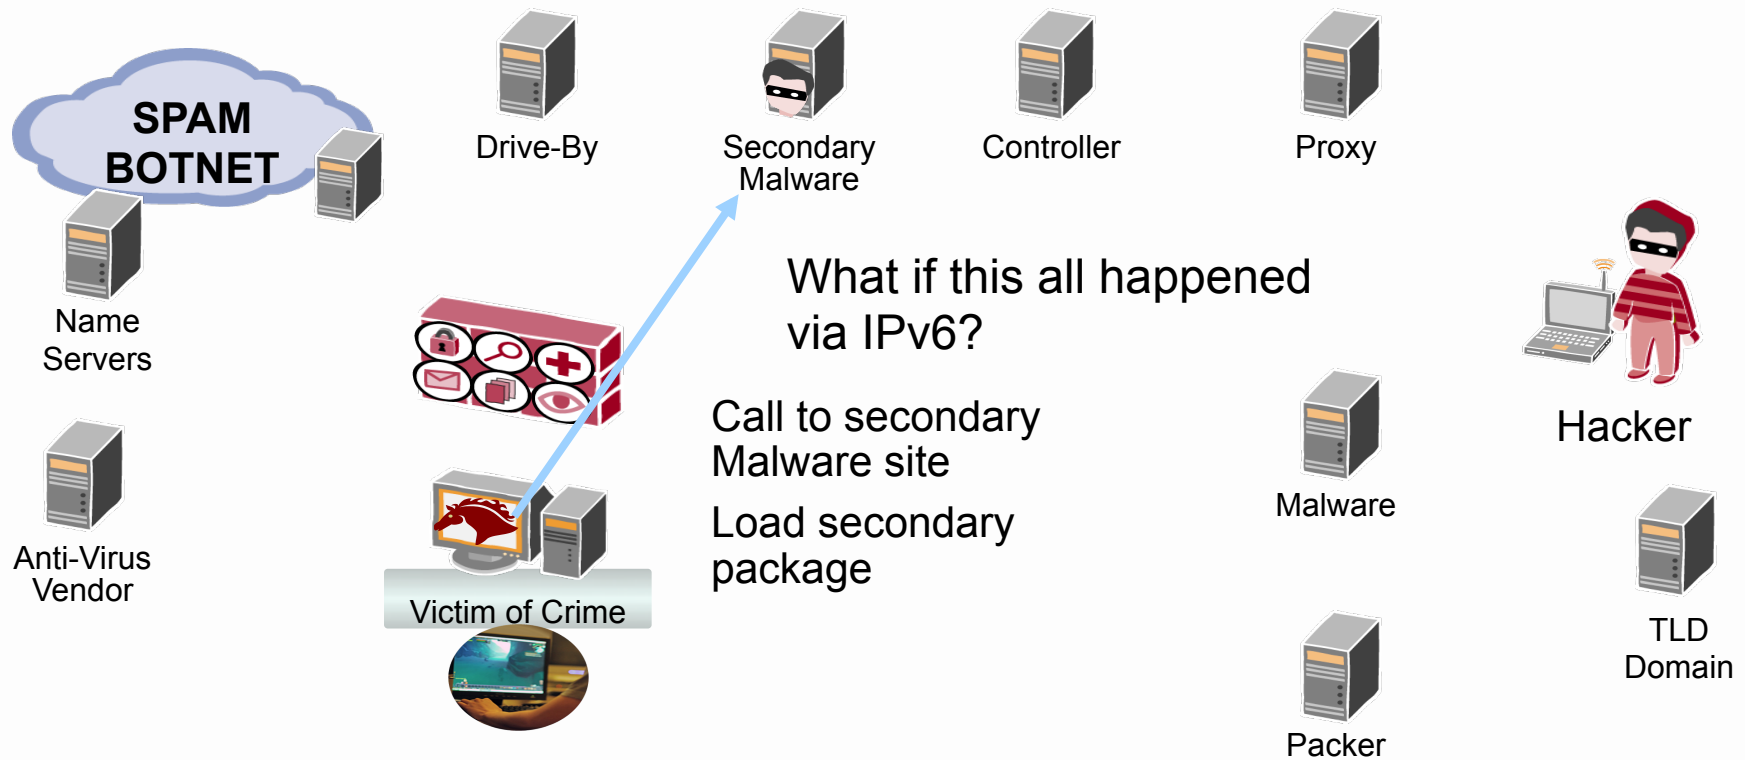 SPAM
BOTNET
Drive-By
Secondary
Malware
Controller
Proxy
Name
Servers
What if this all happened
via IPv6?
Hacker
Call to secondary
Malware site
Load secondary
package
Malware
Anti-Virus
Vendor
Victim of Crime
TLD
Domain
Packer